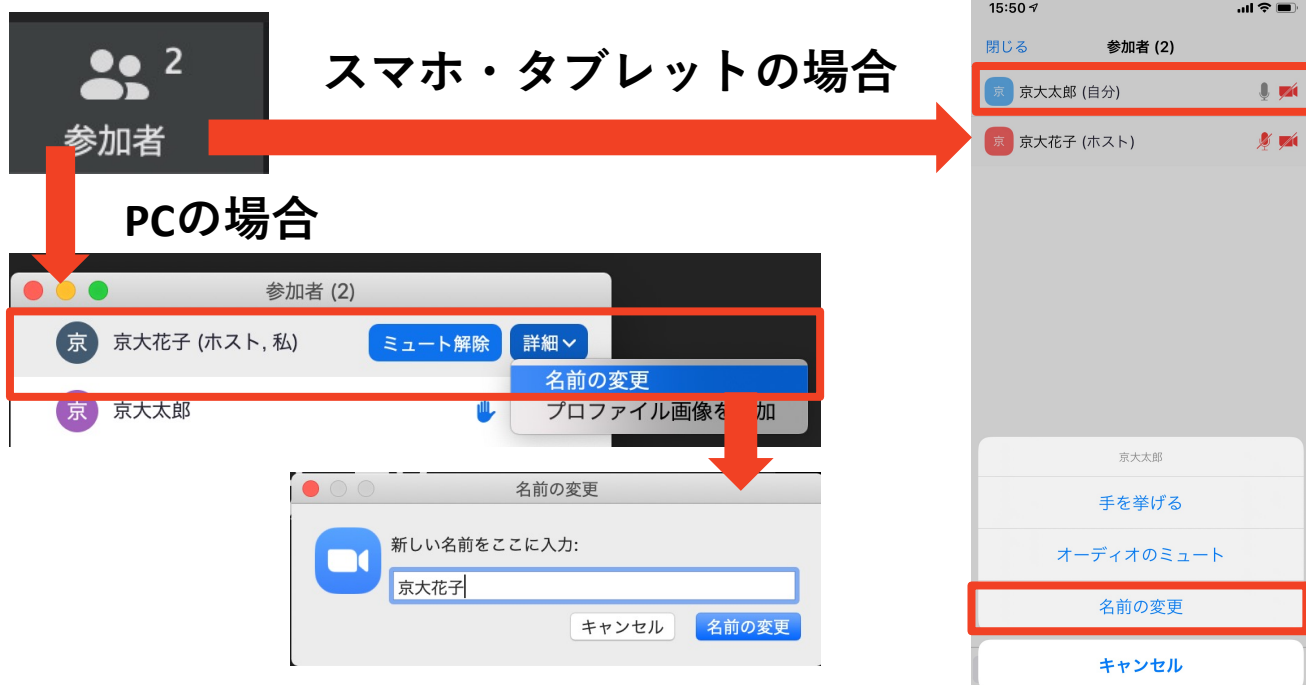 2
参加者
スマホ・タブレットの場合
PCの場合
参加者 (2)
京 京大花子 (ホスト, 私) ミュート解除 詳細
名前の変更
京 京大太郎
プロファイル画像を 加
名前の変更
新しい名前をここに入力:
京大花子
キャンセル 名前の変更
15:50
閉じる 参加者 (2)
京 京大太郎 (自分)
京 京大花子 (ホスト)
京大太郎
手を挙げる
オーディオのミュート
名前の変更
キャンセル